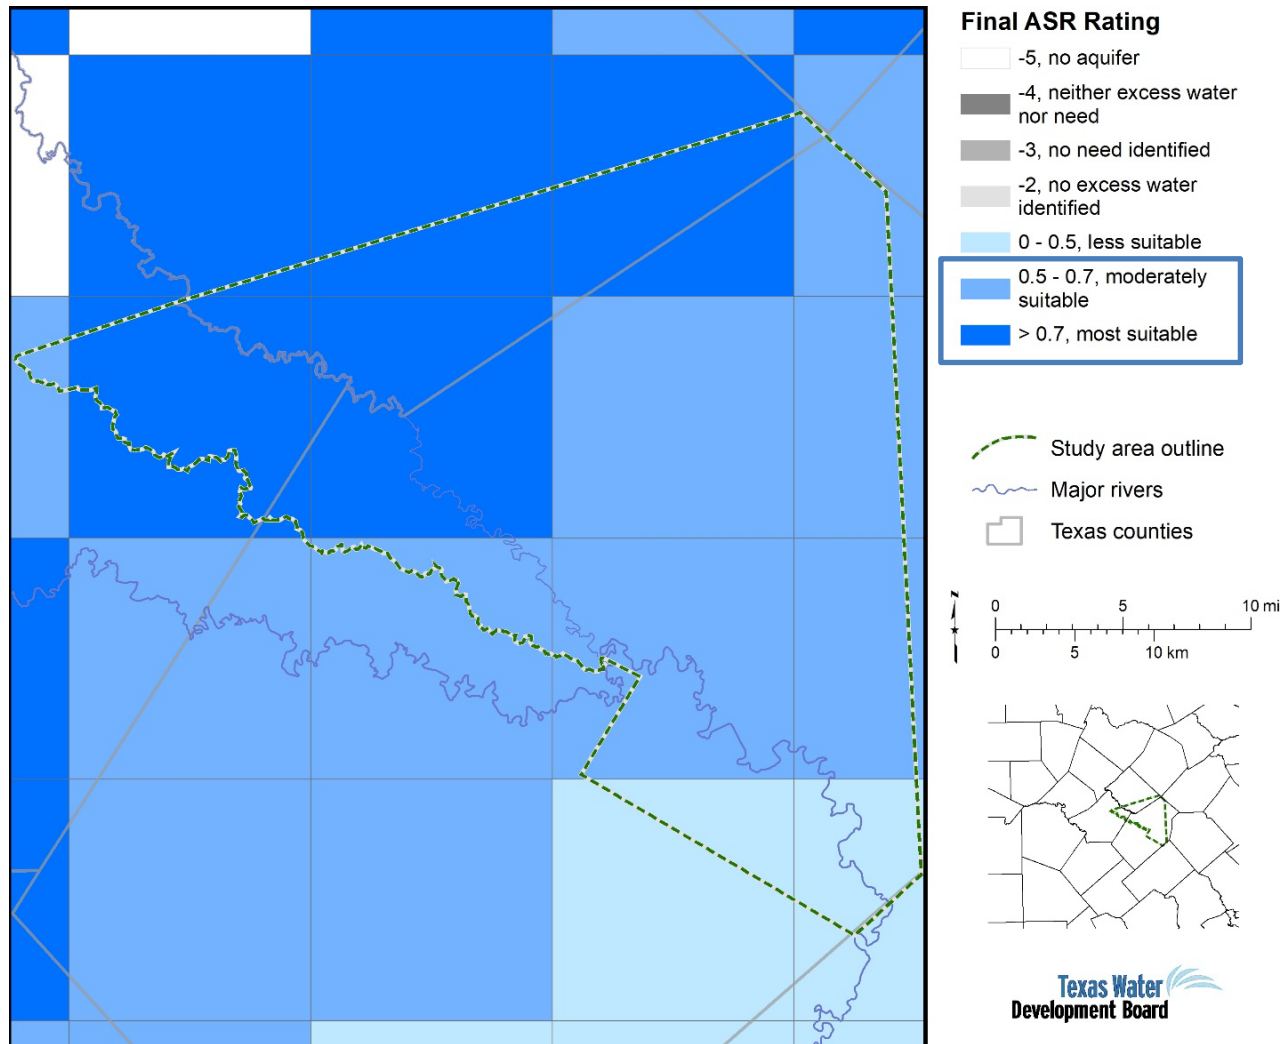 Final ASR Rating
-5, no aquifer
-4, neither excess water
nor need
-3, no need identified
-2, no excess water
identified
0 - 0.5, less suitable
0.5 - 0.7, moderately
suitable
> 0.7, most suitable
Study area outline
Major rivers
Texas counties
N
0 5 10 mi
0 5 10 km
Texas Water
Development Board